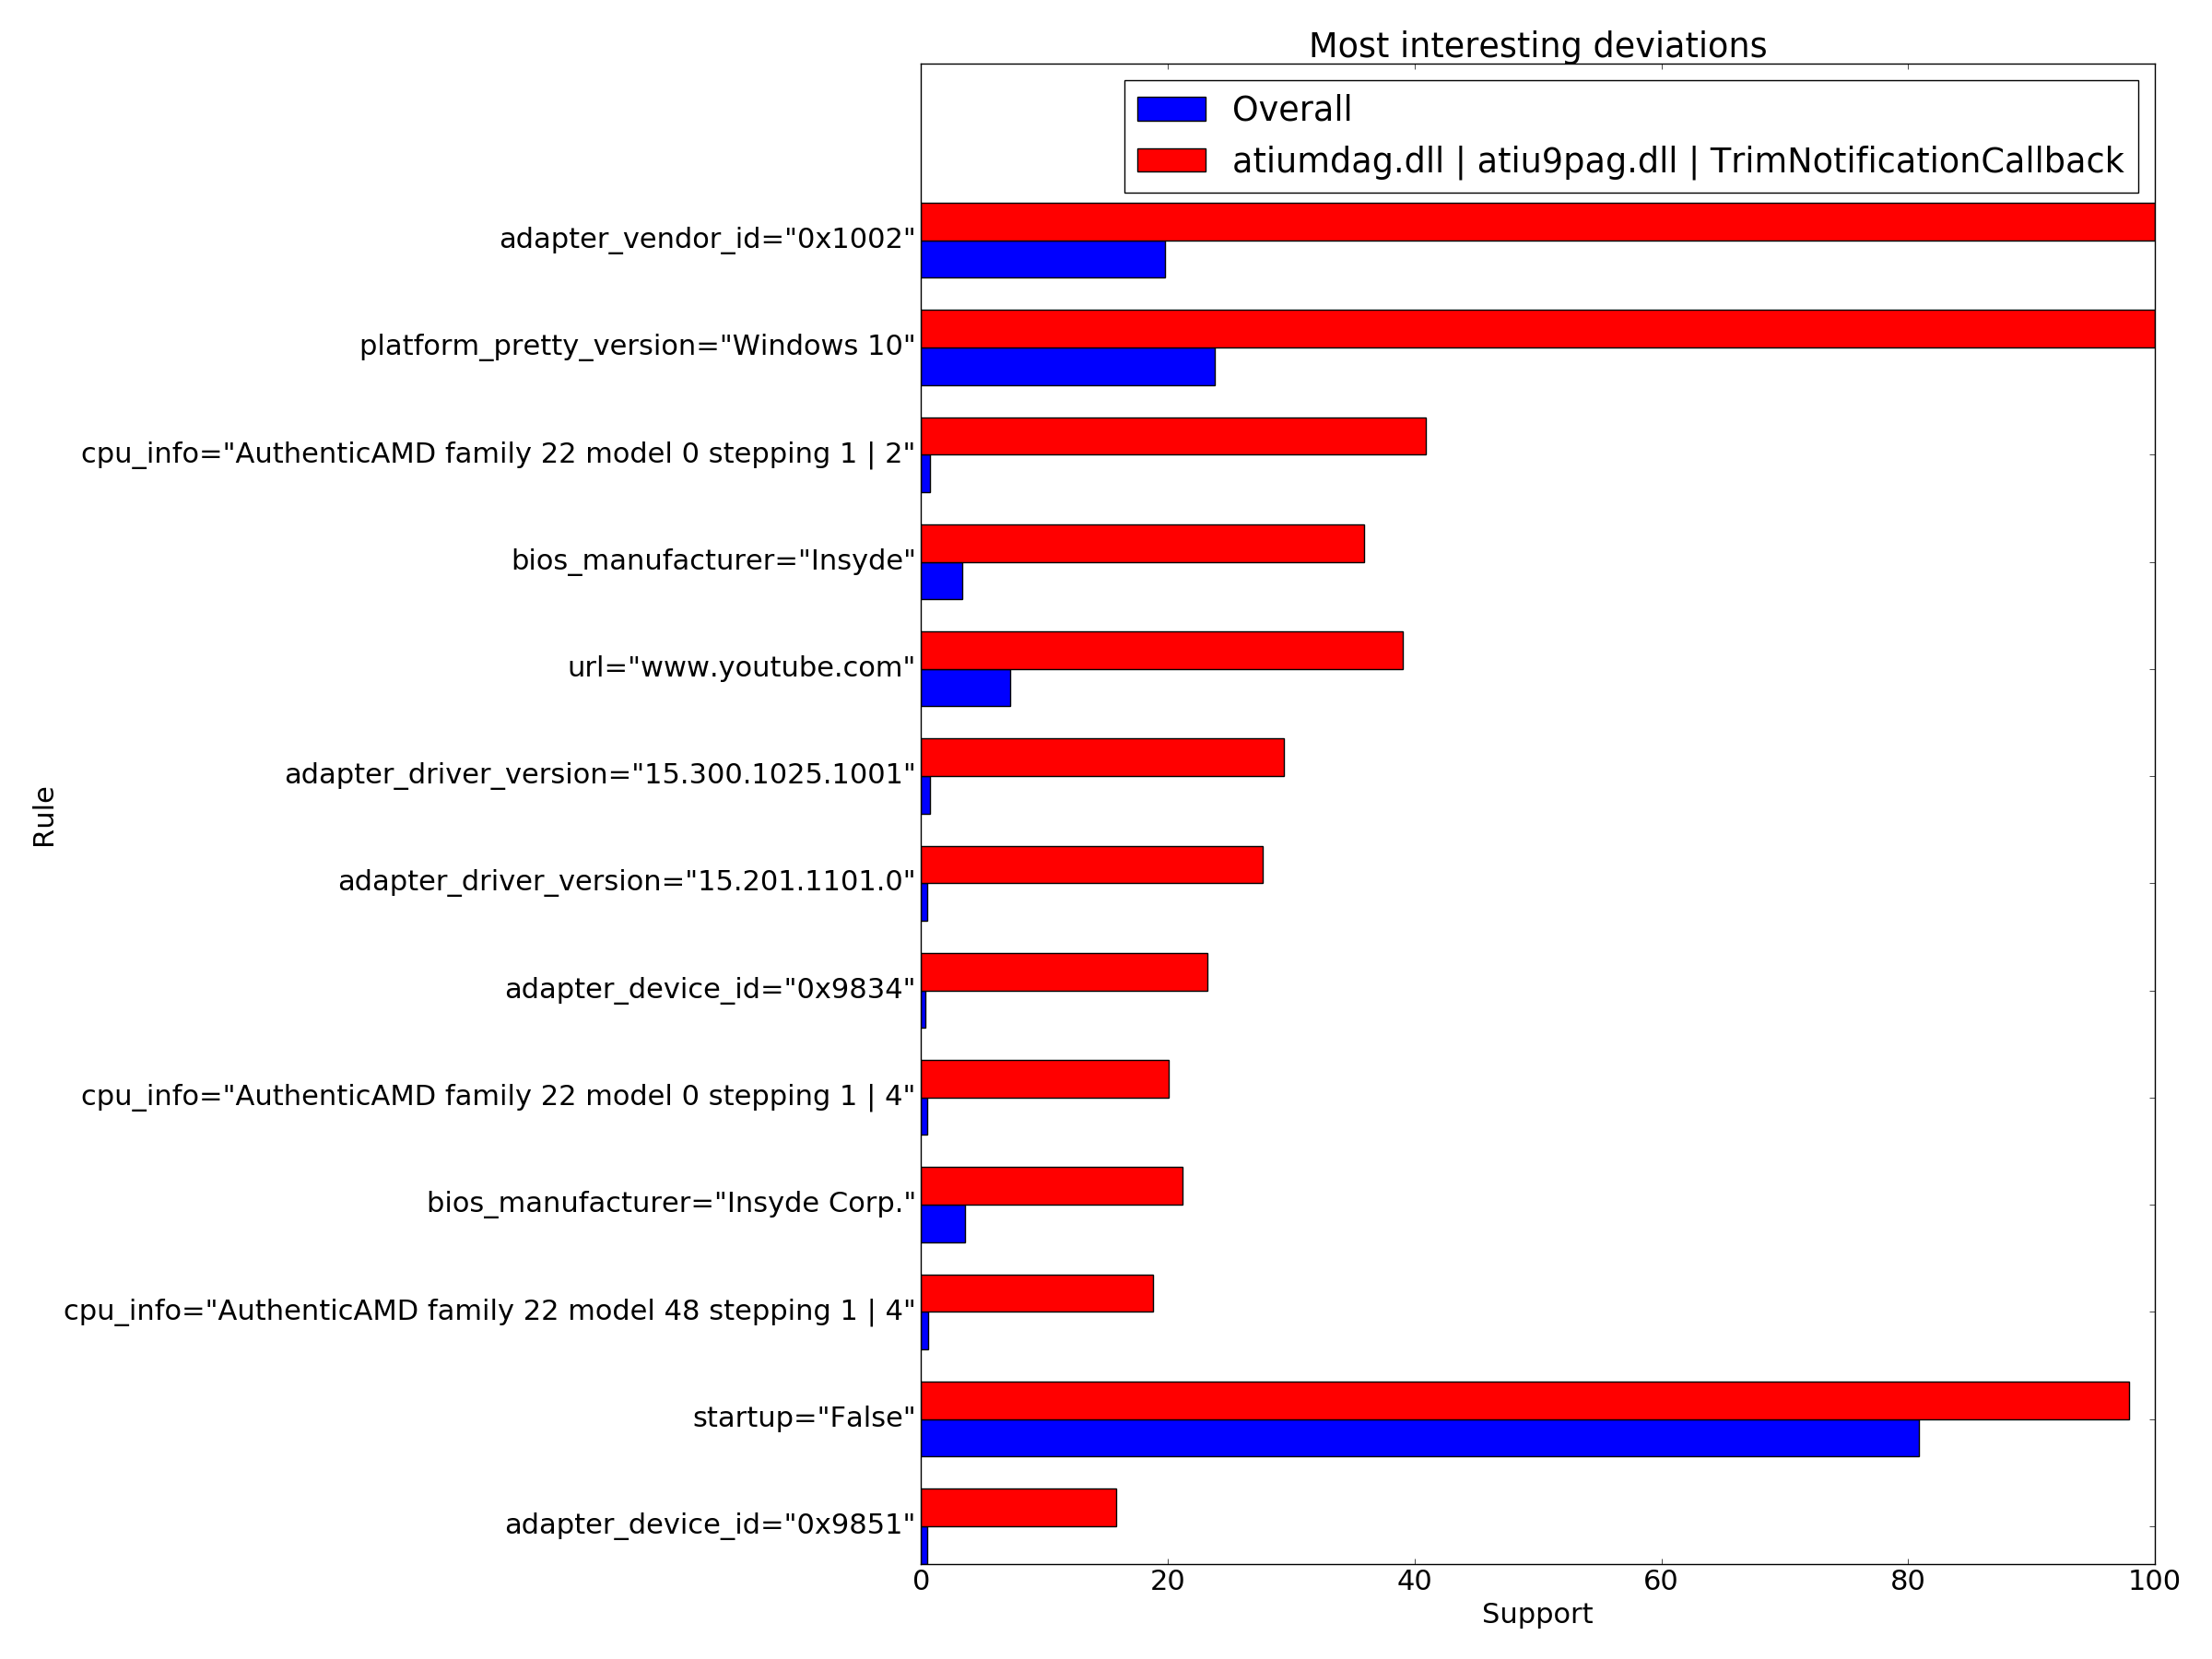 Most interesting deviations
Overall
atiumdag.dll | atiu9pag.dll | TrimNotificationCallback
adapter_vendor_id="0x1002"
platform_pretty_version="Windows 10"
cpu_info="AuthenticAMD family 22 model 0 stepping 1 | 2"
bios_manufacturer="Insyde"
url="www.youtube.com"
adapter_driver_version="15.300.1025.1001"
adapter_driver_version="15.201.1101.0"
adapter_device_id="0x9834"
cpu_info="AuthenticAMD family 22 model 0 stepping 1 | 4"
bios_manufacturer="Insyde Corp."
cpu_info="AuthenticAMD family 22 model 48 stepping 1 | 4"
startup="False"
adapter_device_id="0x9851"
Rule
0 20 40 60 80 100
Support